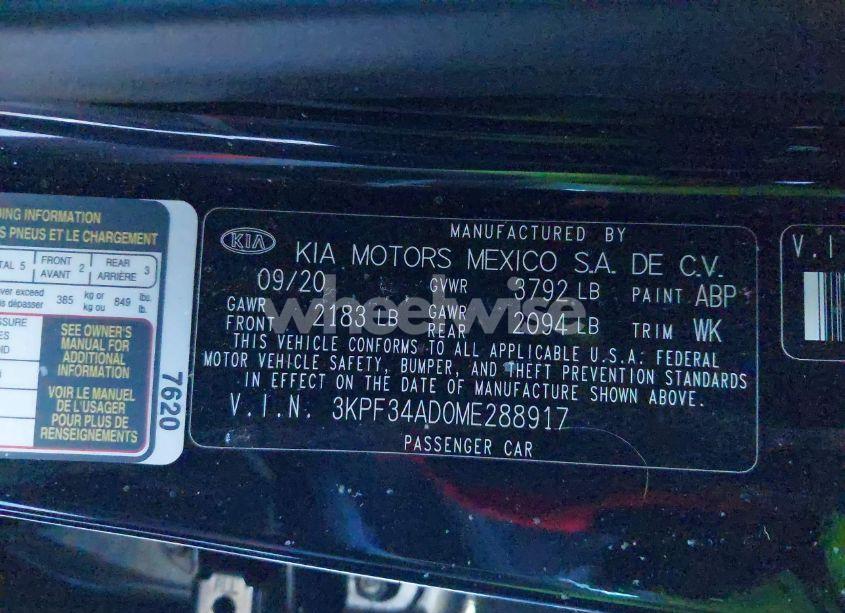 DING INFORMATION
S PNEUS ET LE CHARGEMENT
TAL 5 FRONT AVANT 2 REAR ARRIÈRE 3
ver exceed 385 kg or 849 lbs.
s dépasser kg ou lb.
SSURE
ES
ND
SEE OWNER'S
MANUAL FOR
ADDITIONAL
INFORMATION
VOIR LE MANUEL
DE L'USAGER
POUR PLUS DE
RENSEIGNEMENTS
7620
KIA
MANUFACTURED BY
KIA MOTORS MEXICO S.A. DE C.V.
09/20 GVWR 3792 LB PAINT ABP
GAWR FRONT 2183 LB GAWR REAR 2094 LB TRIM WK
THIS VEHICLE CONFORMS TO ALL APPLICABLE U.S.A. FEDERAL
MOTOR VEHICLE SAFETY, BUMPER, AND THEFT PREVENTION STANDARDS
IN EFFECT ON THE DATE OF MANUFACTURE SHOWN ABOVE.
V.I.N. 3KPF34AD0ME288917
PASSENGER CAR
V.I
wheelwise